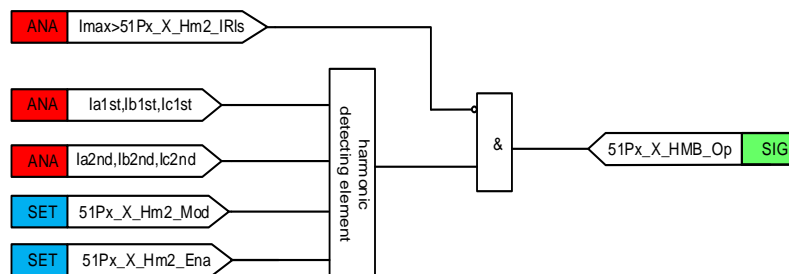 ANA Imax>51Px_X_Hm2_IRls
ANA Ia1st,Ib1st,Ic1st
ANA Ia2nd,Ib2nd,Ic2nd
SET 51Px_X_Hm2_Mod
SET 51Px_X_Hm2_Ena
harmonic
detecting element
&
51Px_X_HMB_Op SIG